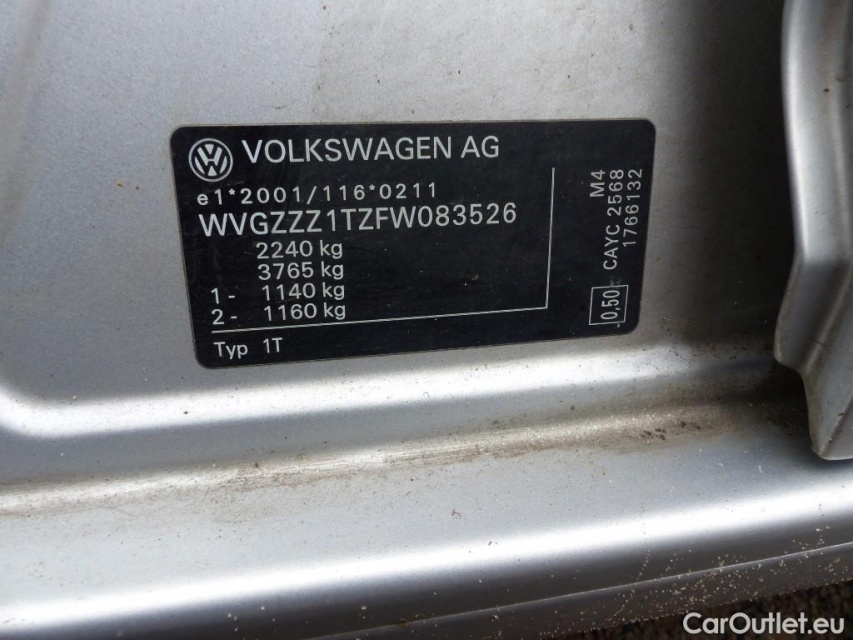 VOLKSWAGEN AG
e1*2001/116*0211
WVGZZZ1TZFW083526
2240 kg
3765 kg
1 - 1140 kg
2 - 1160 kg
Typ 1T
M4
CAYC 2568
1766132
0,50
CarOutlet.eu